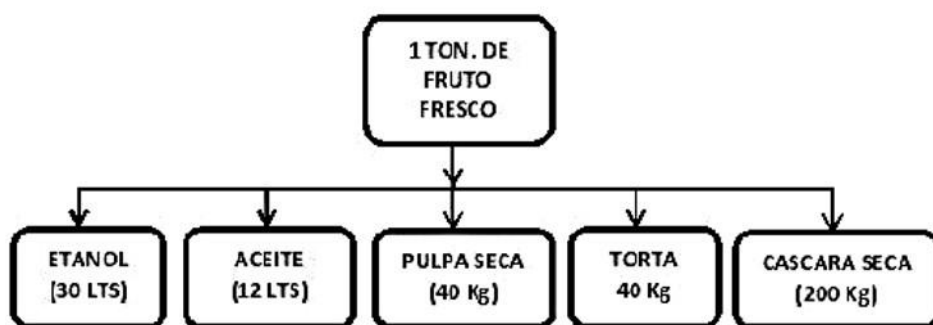 1 TON. DE
FRUTO
FRESCO
ETANOL
(30 LTS)
ACEITE
(12 LTS)
PULPA SECA
(40 Kg)
TORTA
40 Kg
CASCARA SECA
(200 Kg)